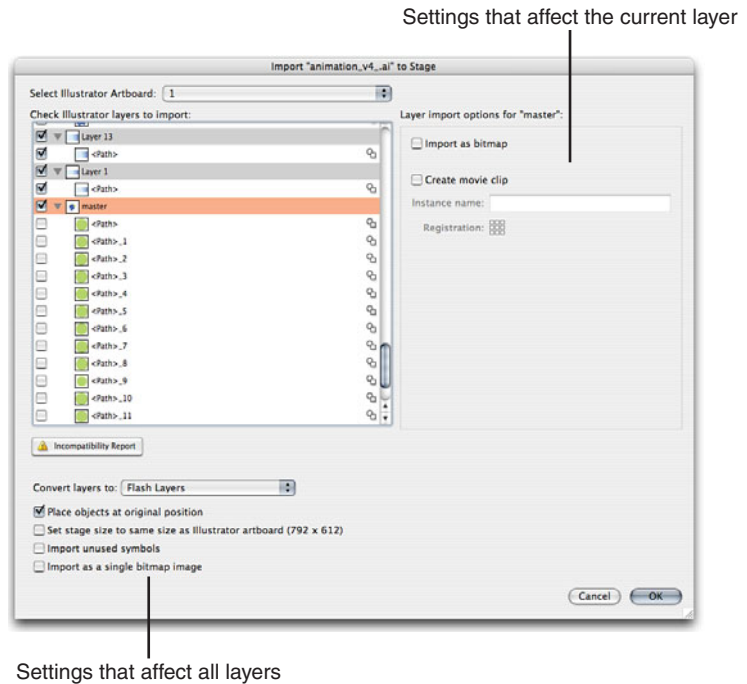 Settings that affect the current layer
Import "animation_v4_.ai" to Stage
Select Illustrator Artboard: 1
Check Illustrator layers to import:
Layer import options for "master":
Layer 13
<Path>
Layer 1
<Path>
master
<Path>
<Path>_1
<Path>_2
<Path>_3
<Path>_4
<Path>_5
<Path>_6
<Path>_7
<Path>_8
<Path>_9
<Path>_10
<Path>_11
Import as bitmap
Create movie clip
Instance name:
Registration:
Incompatibility Report
Convert layers to: Flash Layers
Place objects at original position
Set stage size to same size as Illustrator artboard (792 x 612)
Import unused symbols
Import as a single bitmap image
Cancel
OK
Settings that affect all layers